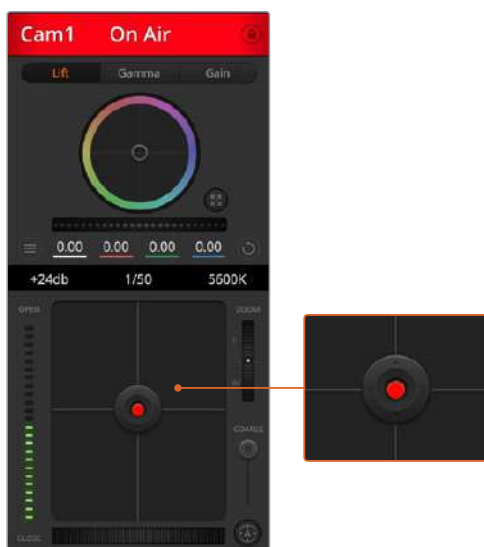 Cam1 On Air
Lift Gamma Gain
0.00 0.00 0.00 0.00
+24db 1/50 5600K
OPEN ZOOM
T
W
COARSE
CLOSE